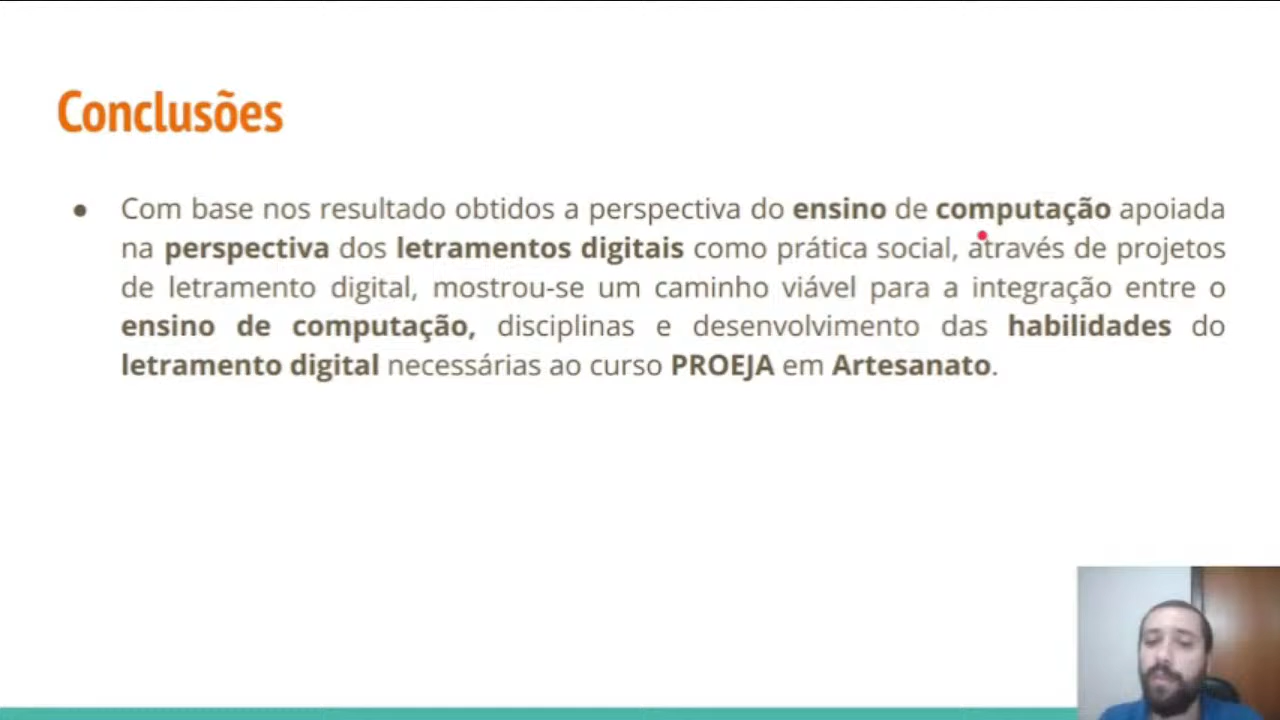 Conclusões
● Com base nos resultado obtidos a perspectiva do ensino de computação apoiada
na perspectiva dos letramentos digitais como prática social, através de projetos
de letramento digital, mostrou-se um caminho viável para a integração entre o
ensino de computação, disciplinas e desenvolvimento das habilidades do
letramento digital necessárias ao curso PROEJA em Artesanato.